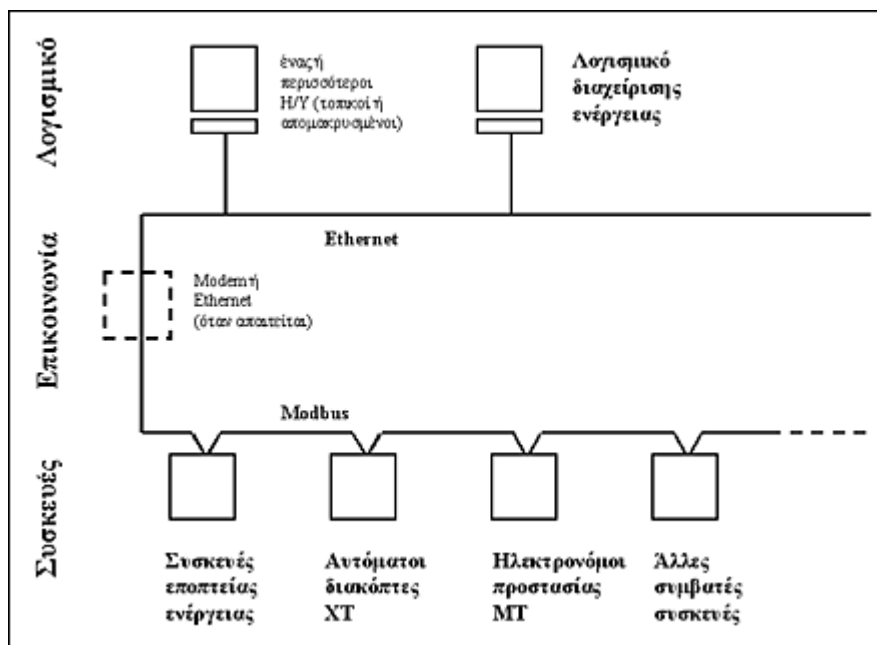 Λογισμικό
ένας ή
περισσότεροι
Η/Υ (τοπικοί ή
απομακρυσμένοι)
Λογισμικό
διαχείρισης
ενέργειας
Επικοινωνία
Ethernet
Modem ή
Ethernet
(όταν απαιτείται)
Modbus
Συσκευές
Συσκευές
εποπτείας
ενέργειας
Αυτόματοι
διακόπτες
ΧΤ
Ηλεκτρονόμοι
προστασίας
ΜΤ
Άλλες
συμβατές
συσκευές